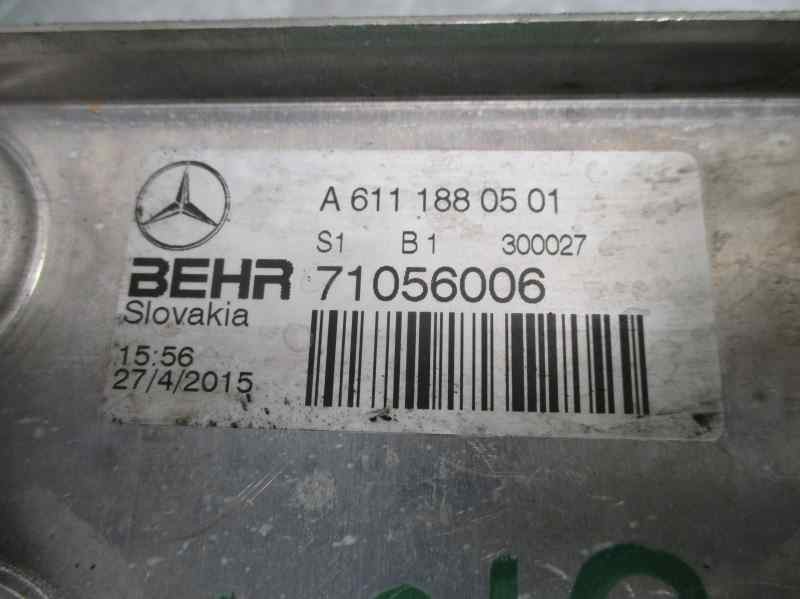 A 611 188 05 01
S1 B1 300027
BEHR 71056006
Slovakia
15:56
27/4/2015